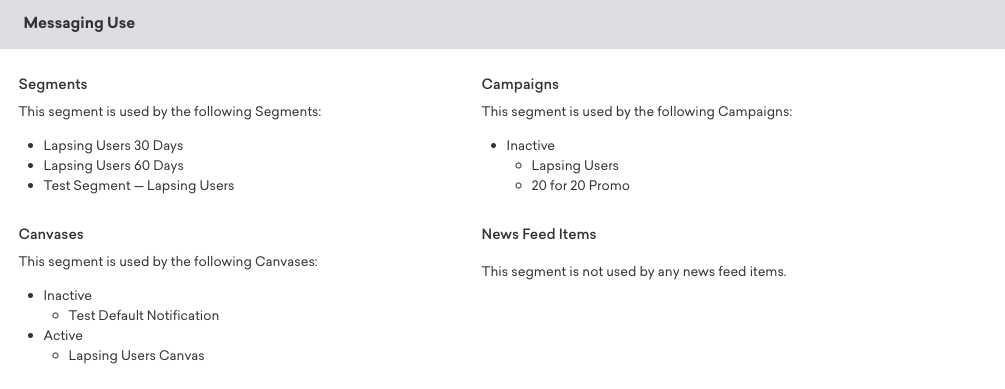 Messaging Use
Segments
This segment is used by the following Segments:
Lapsing Users 30 Days
Lapsing Users 60 Days
Test Segment — Lapsing Users
Campaigns
This segment is used by the following Campaigns:
Inactive
Lapsing Users
20 for 20 Promo
Canvases
This segment is used by the following Canvases:
Inactive
Test Default Notification
Active
Lapsing Users Canvas
News Feed Items
This segment is not used by any news feed items.